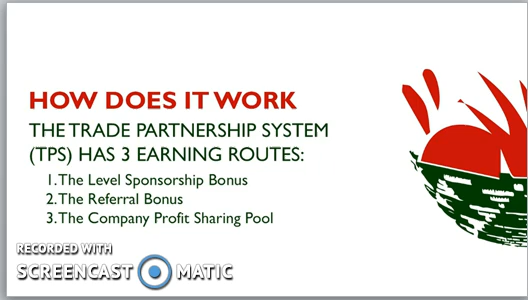 HOW DOES IT WORK
THE TRADE PARTNERSHIP SYSTEM
(TPS) HAS 3 EARNING ROUTES:
1.The Level Sponsorship Bonus
2.The Referral Bonus
3.The Company Profit Sharing Pool
RECORDED WITH
SCREENCAST MATIC